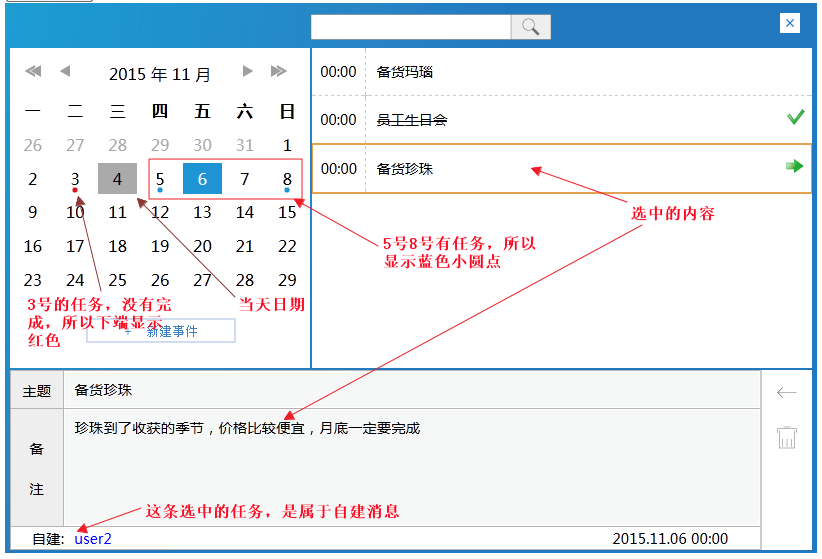 2015 年 11 月
一 二 三 四 五 六 日
26 27 28 29 30 31 1
2 3 4 5 6 7 8
9 10 11 12 13 14 15
16 17 18 19 20 21 22
23 24 25 26 27 28 29
3号的任务，没有完
成，所以下端显示
红色
当天日期
+ 新建事件
00:00 备货玛瑙
00:00 员工生日会
00:00 备货珍珠
选中的内容
5号8号有任务，所以
显示蓝色小圆点
主题 备货珍珠
备注
珍珠到了收获的季节，价格比较便宜，月底一定要完成
这条选中的任务，是属于自建消息
自建: user2 2015.11.06 00:00